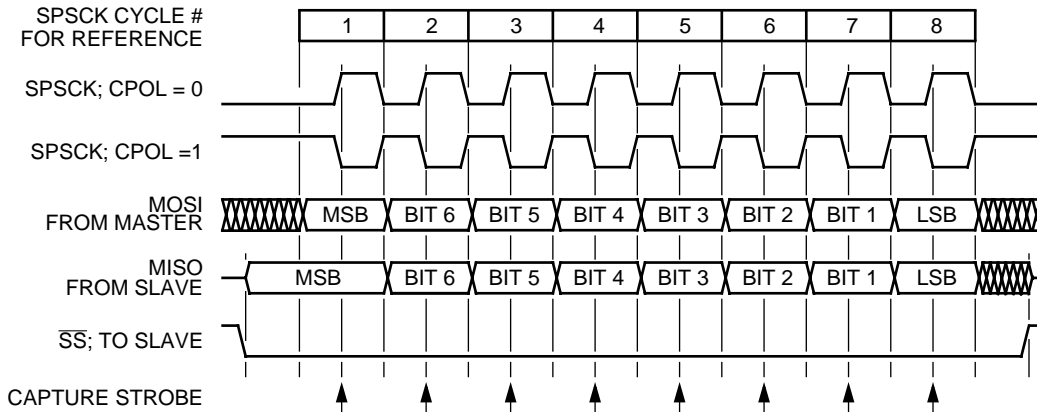 SPSCK CYCLE #
FOR REFERENCE
1 2 3 4 5 6 7 8
SPSCK; CPOL = 0
SPSCK; CPOL =1
MOSI
FROM MASTER
MSB BIT 6 BIT 5 BIT 4 BIT 3 BIT 2 BIT 1 LSB
MISO
FROM SLAVE
MSB BIT 6 BIT 5 BIT 4 BIT 3 BIT 2 BIT 1 LSB
S̅S̅; TO SLAVE
CAPTURE STROBE